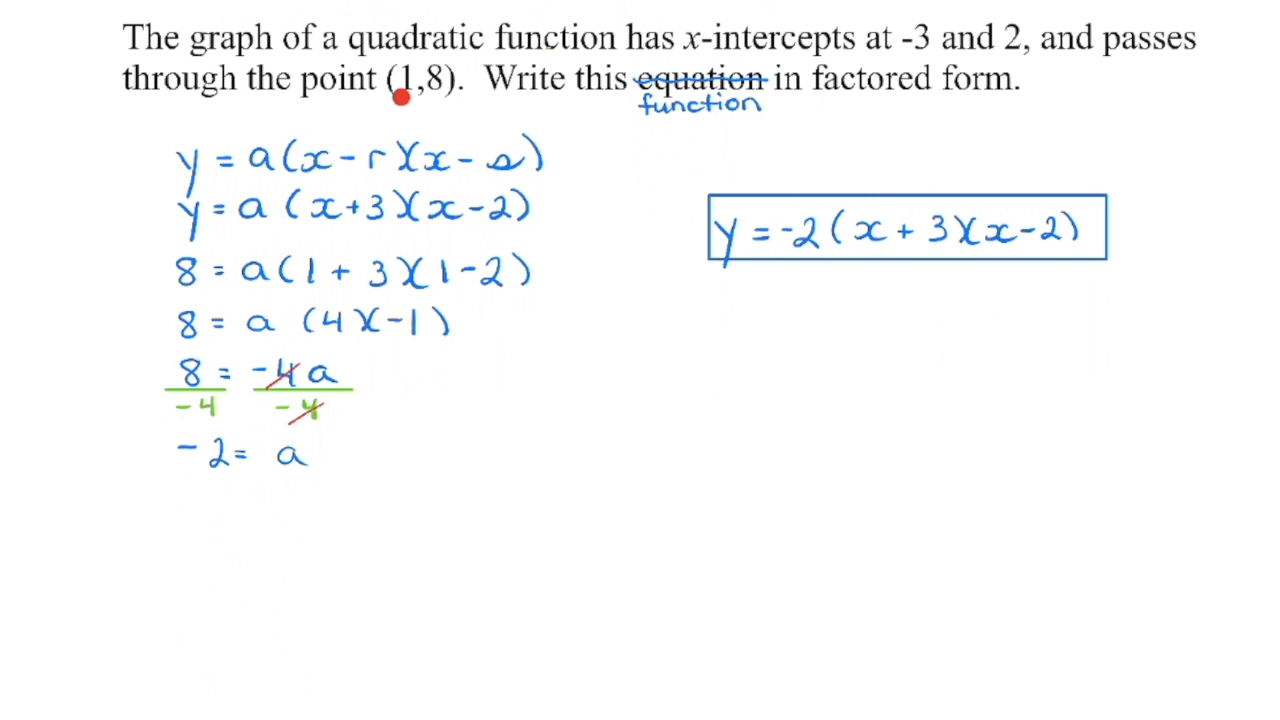 The graph of a quadratic function has x-intercepts at -3 and 2, and passes
through the point (1,8). Write this equation in factored form.
function
y = a(x - r)(x - s)
y = a (x+3)(x-2)
8 = a(1 + 3)(1-2)
8 = a (4)(-1)
8 = -4a
-4 -4
-2 = a
y = -2(x + 3)(x-2)